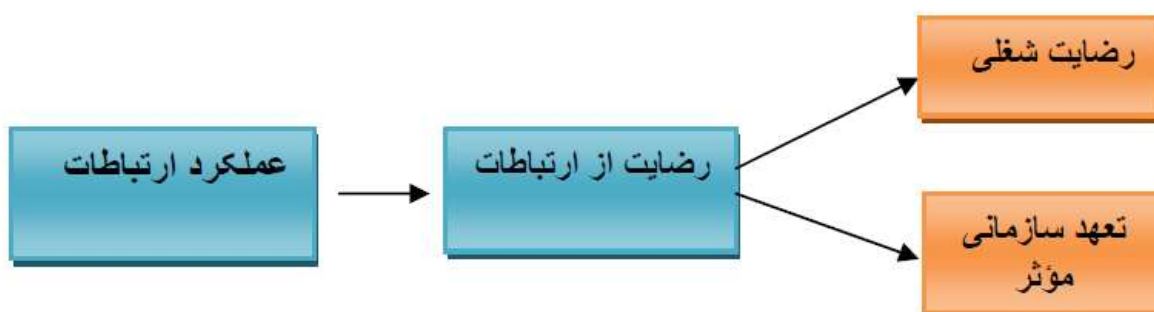 رضایت شغلی
عملکرد ارتباطات
رضایت از ارتباطات
تعهد سازمانی
مؤثر